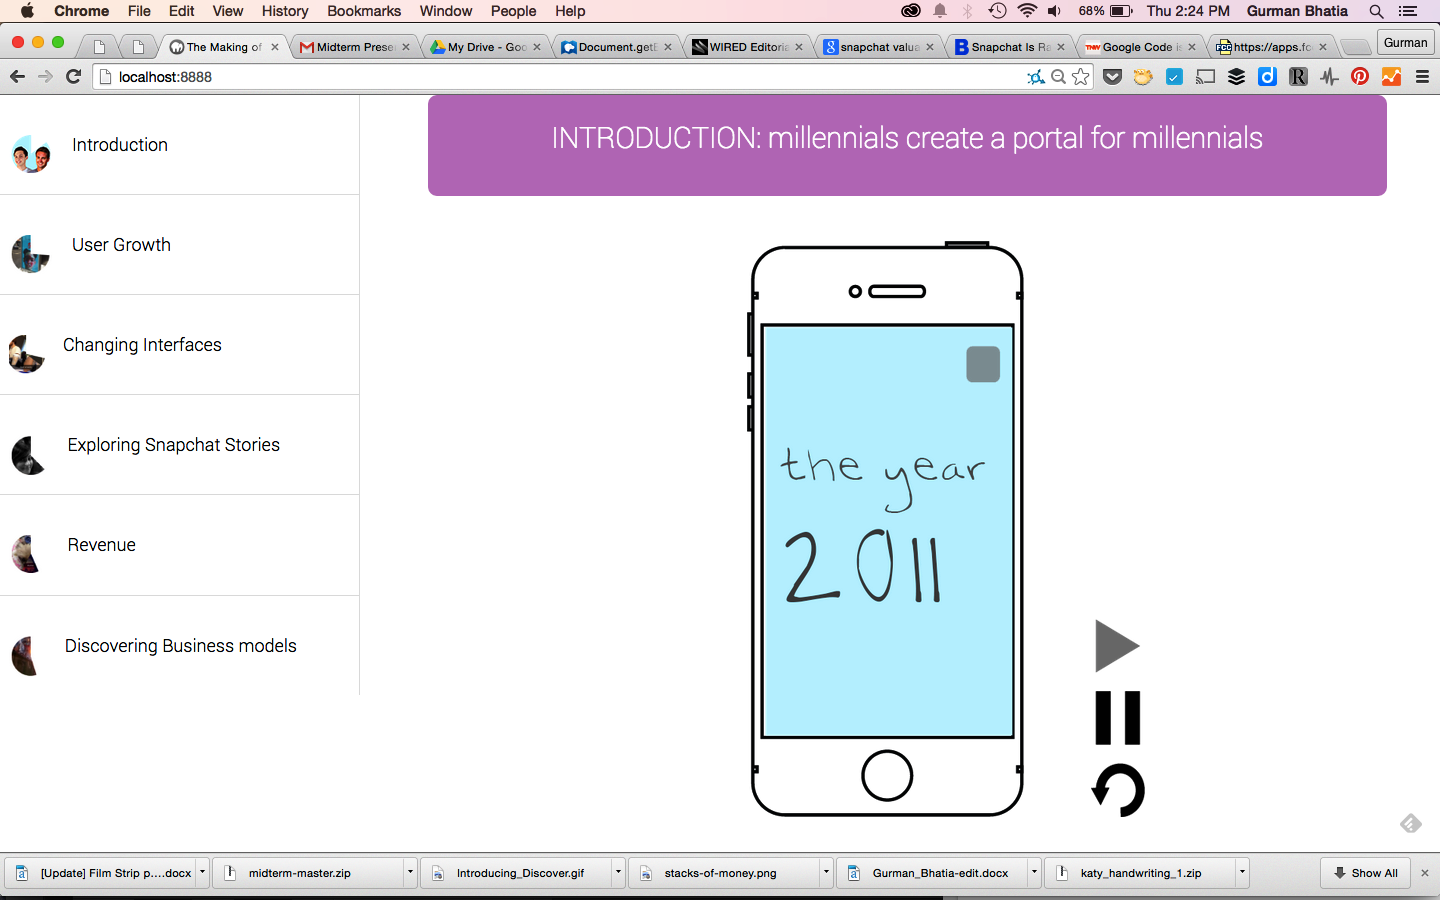 Chrome File Edit View History Bookmarks Window People Help 68% Thu 2:24 PM Gurman Bhatia
The Making of Midterm Prese My Drive - Goo Document.getE WIRED Editoria snapchat valua Snapchat Is Ra Google Code is https://apps.fc Gurman
localhost:8888
Introduction
User Growth
Changing Interfaces
Exploring Snapchat Stories
Revenue
Discovering Business models
INTRODUCTION: millennials create a portal for millennials
the year
2011
[Update] Film Strip p....docx midterm-master.zip Introducing_Discover.gif stacks-of-money.png Gurman_Bhatia-edit.docx katy_handwriting_1.zip Show All